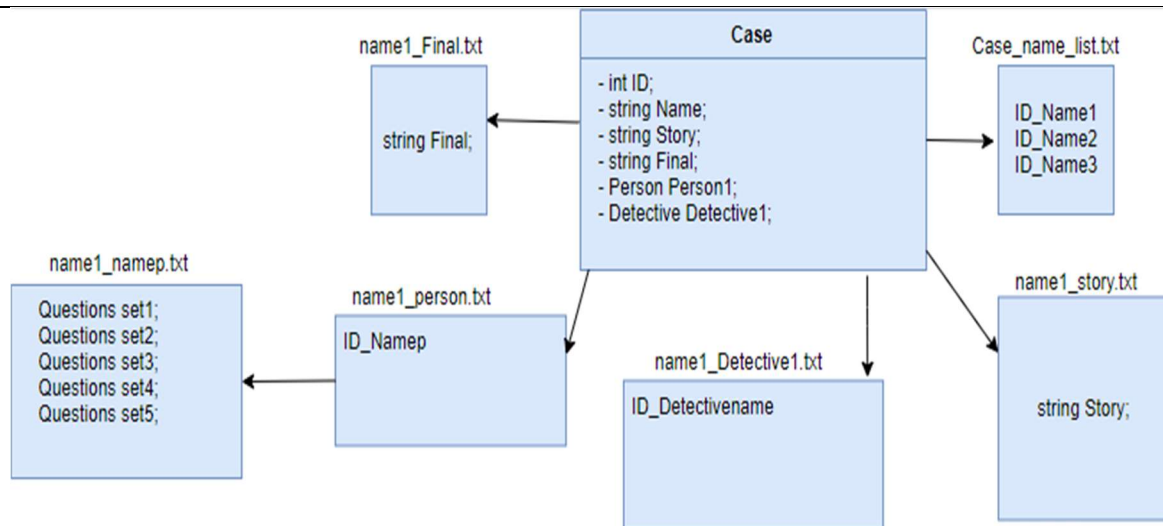 Case
- int ID;
- string Name;
- string Story;
- string Final;
- Person Person1;
- Detective Detective1;
name1_Final.txt
string Final;
Case_name_list.txt
ID_Name1
ID_Name2
ID_Name3
name1_namep.txt
Questions set1;
Questions set2;
Questions set3;
Questions set4;
Questions set5;
name1_person.txt
ID_Namep
name1_Detective1.txt
ID_Detectivename
name1_story.txt
string Story;